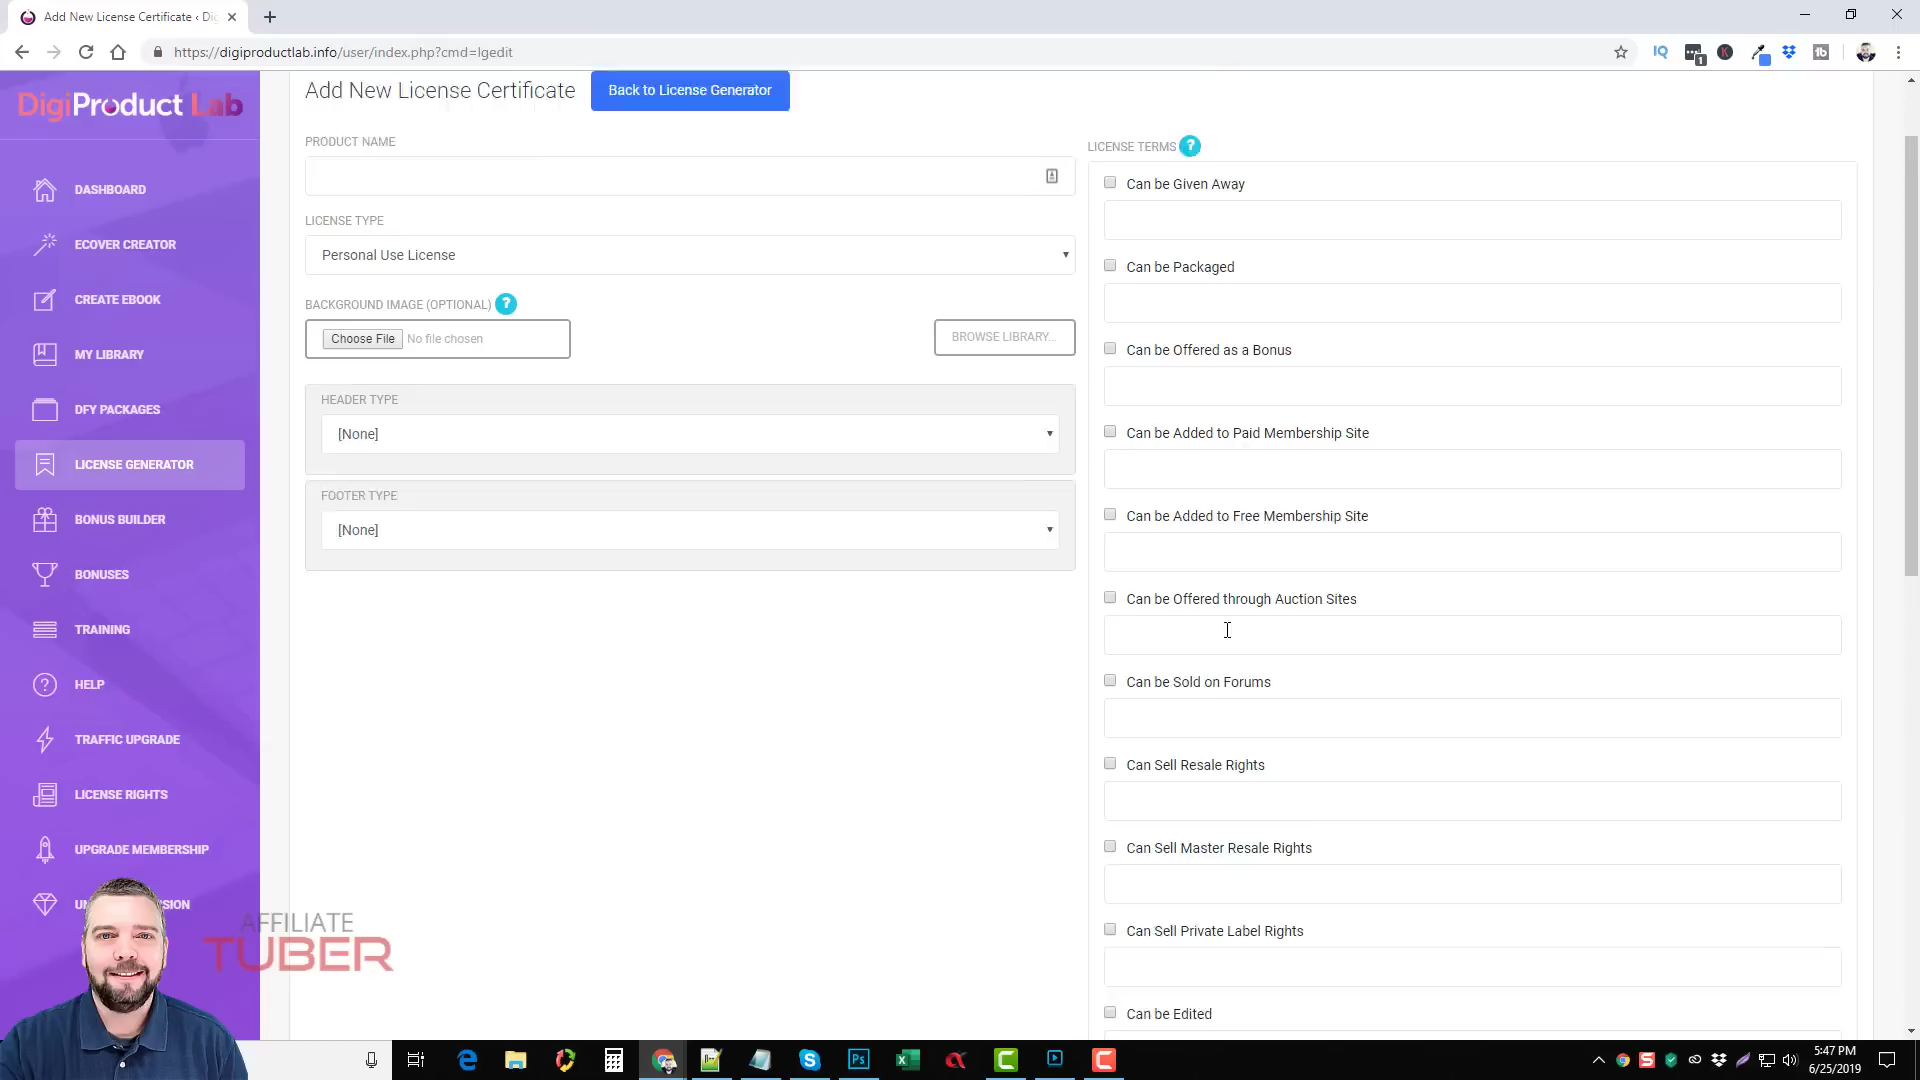 Add New License Certificate ‹ Di
https://digiproductlab.info/user/index.php?cmd=lgedit
DigiProduct Lab
DASHBOARD
ECOVER CREATOR
CREATE EBOOK
MY LIBRARY
DFY PACKAGES
LICENSE GENERATOR
BONUS BUILDER
BONUSES
TRAINING
HELP
TRAFFIC UPGRADE
LICENSE RIGHTS
UPGRADE MEMBERSHIP
Add New License Certificate
Back to License Generator
PRODUCT NAME
LICENSE TYPE
Personal Use License
BACKGROUND IMAGE (OPTIONAL) ?
Choose File No file chosen
BROWSE LIBRARY...
HEADER TYPE
[None]
FOOTER TYPE
[None]
LICENSE TERMS ?
Can be Given Away
Can be Packaged
Can be Offered as a Bonus
Can be Added to Paid Membership Site
Can be Added to Free Membership Site
Can be Offered through Auction Sites
Can be Sold on Forums
Can Sell Resale Rights
Can Sell Master Resale Rights
Can Sell Private Label Rights
Can be Edited
AFFILIATE
TUBER
5:47 PM
6/25/2019